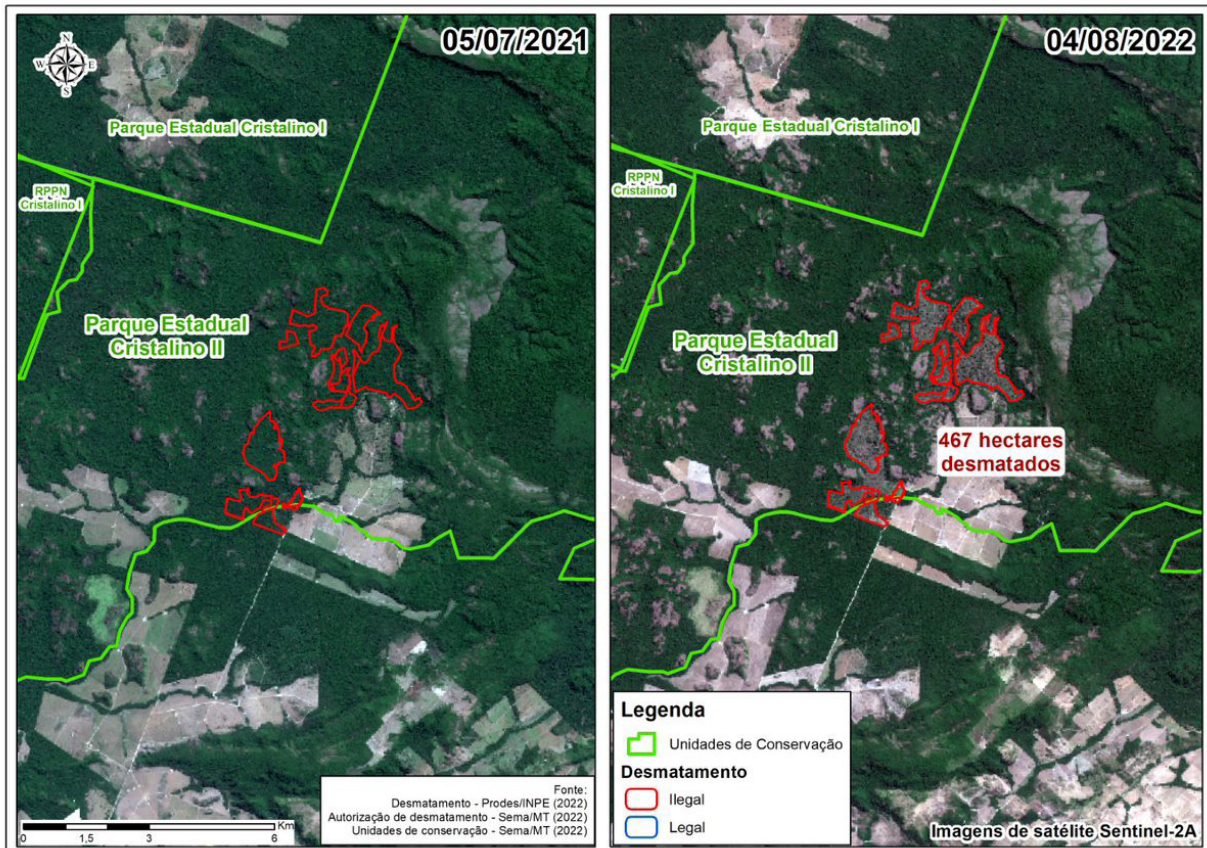 05/07/2021
N
W E
S
Parque Estadual Cristalino I
RPPN
Cristalino I
Parque Estadual
Cristalino II
Fonte:
Desmatamento - Prodes/INPE (2022)
Autorização de desmatamento - Sema/MT (2022)
Unidades de conservação - Sema/MT (2022)
Km
0 1,5 3 6
04/08/2022
Parque Estadual Cristalino I
RPPN
Cristalino I
Parque Estadual
Cristalino II
467 hectares
desmatados
Legenda
Unidades de Conservação
Desmatamento
Ilegal
Legal
Imagens de satélite Sentinel-2A